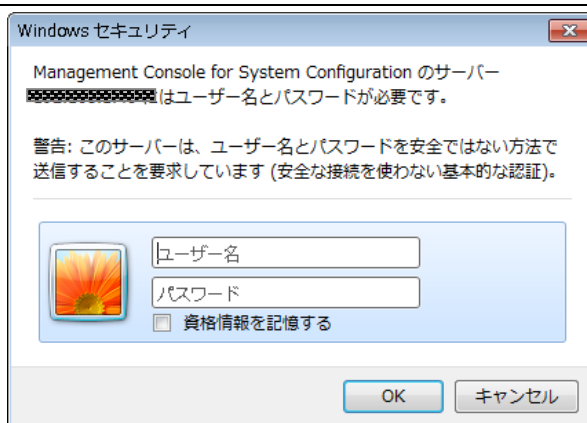 Windows セキュリティ
Management Console for System Configuration のサーバー
はユーザー名とパスワードが必要です。
警告: このサーバーは、ユーザー名とパスワードを安全ではない方法で
送信することを要求しています (安全な接続を使わない基本的な認証)。
ユーザー名
パスワード
資格情報を記憶する
OK
キャンセル